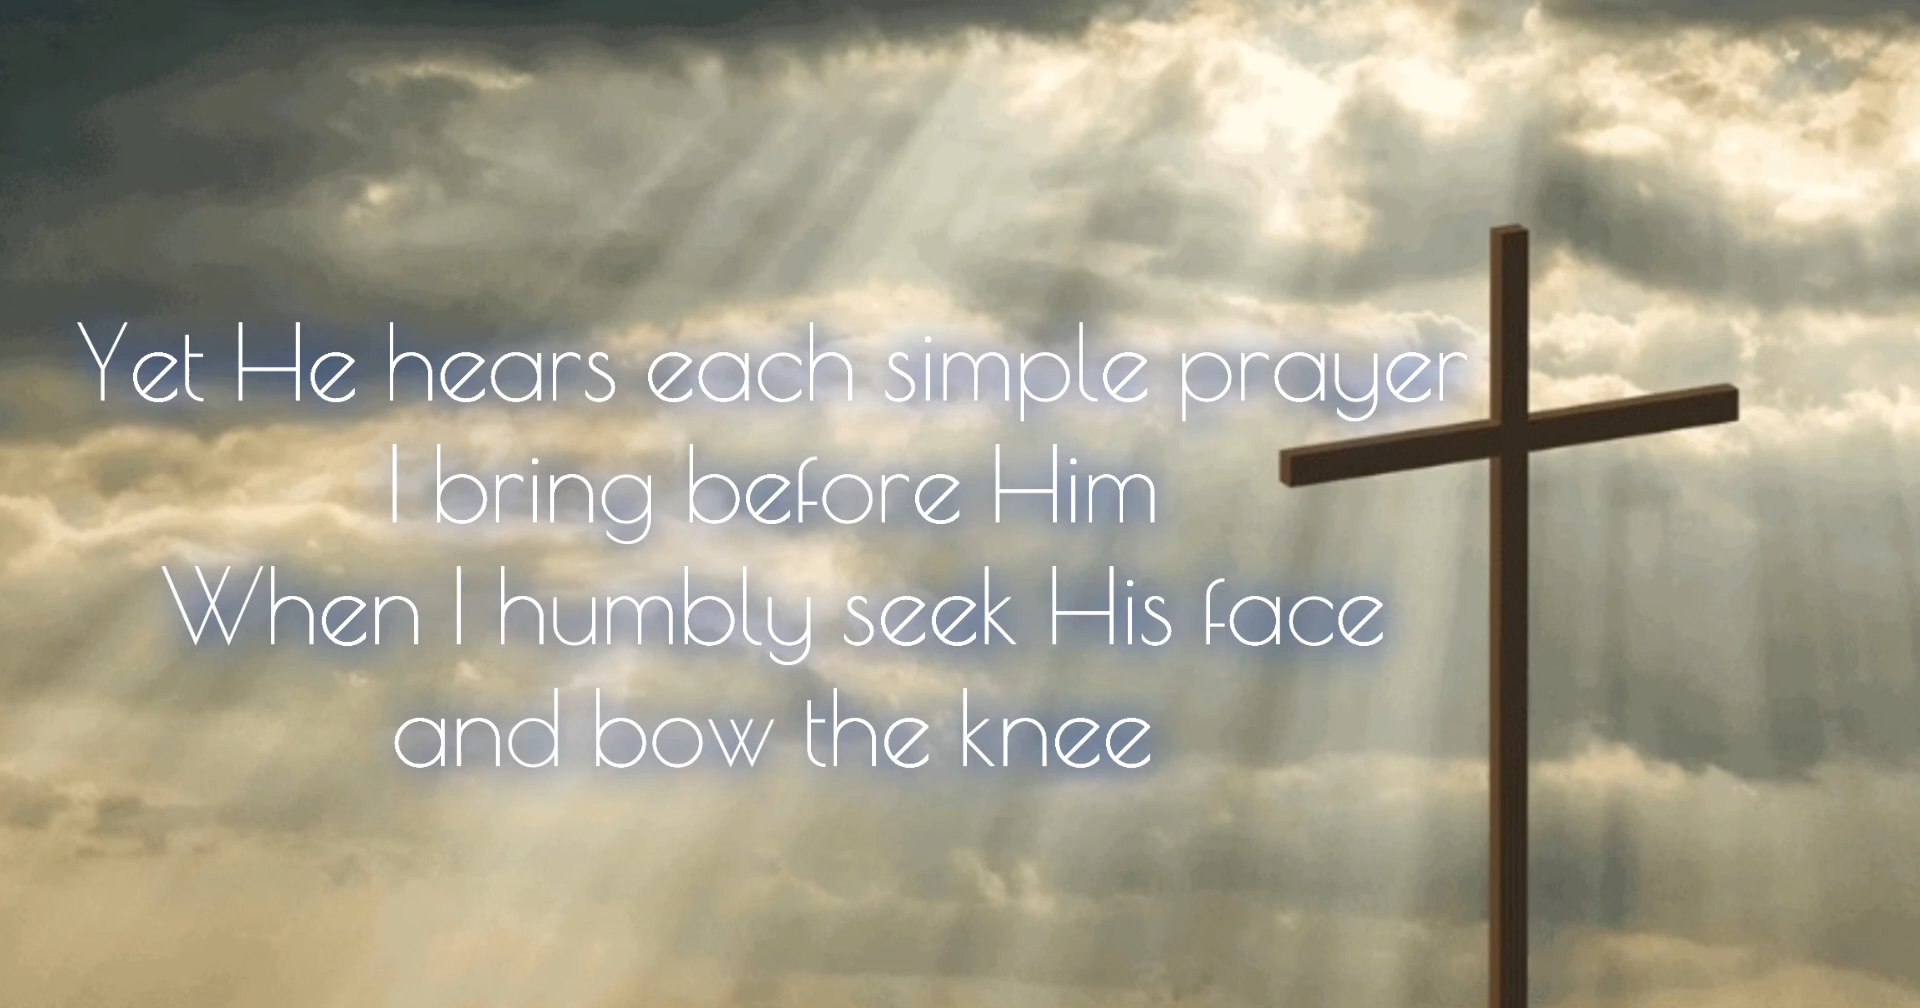 Yet He hears each simple prayer
I bring before Him
When I humbly seek His face
and bow the knee